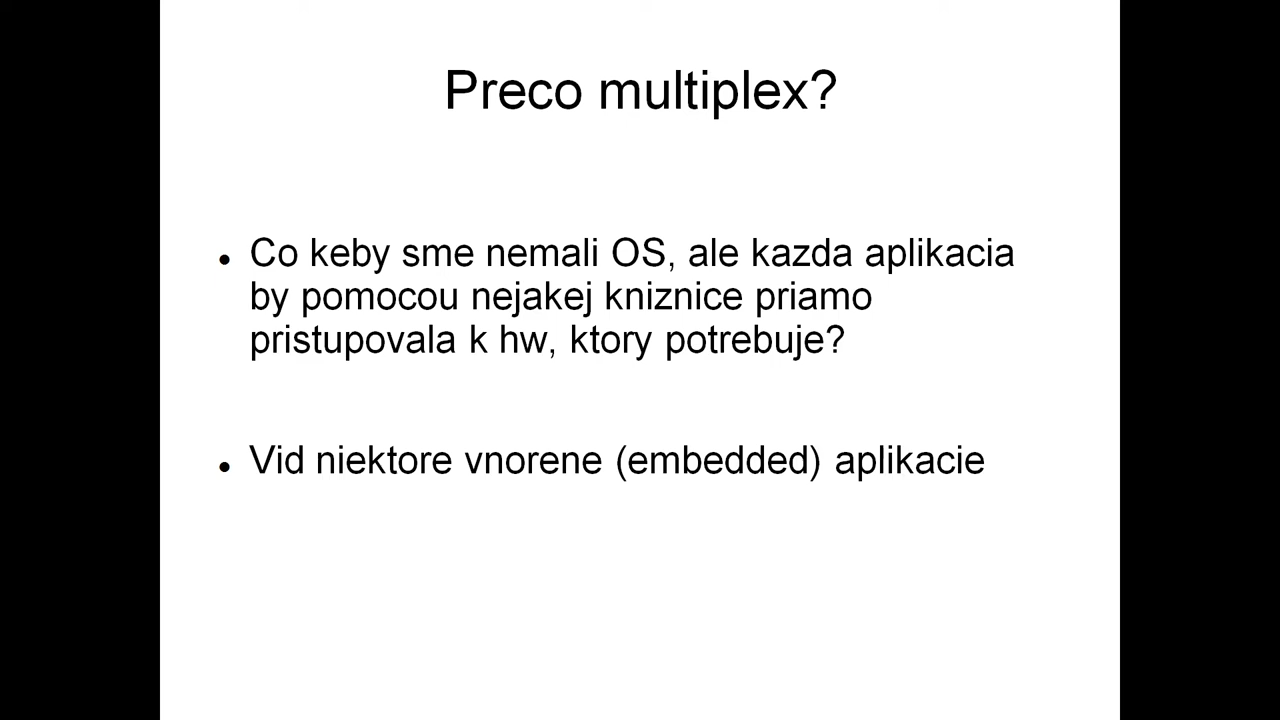 Preco multiplex?
Co keby sme nemali OS, ale kazda aplikacia
by pomocou nejakej kniznice priamo
pristupovala k hw, ktory potrebuje?
Vid niektore vnorene (embedded) aplikacie